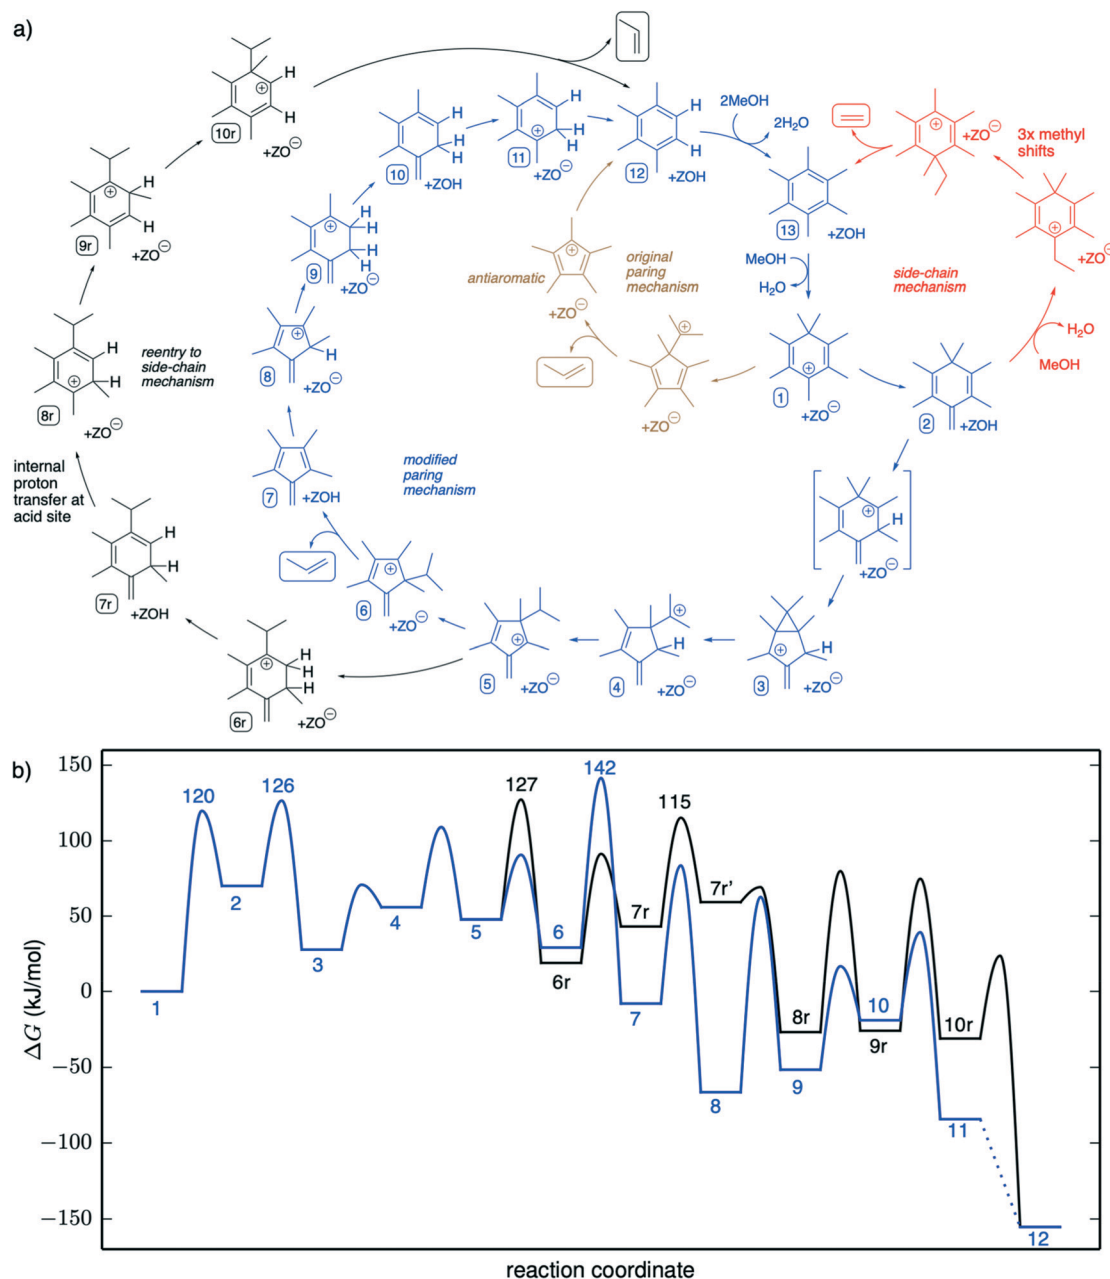 a)
H
⊕
H
10r
+ZO⊖
H
H
10
+ZOH
H
⊕
H
H
11
+ZO⊖
H
H
12
+ZOH
2MeOH
2H₂O
13
+ZOH
⊕
+ZO⊖
3x methyl
shifts
⊕
+ZO⊖
side-chain
mechanism
H₂O
MeOH
⊕
H
H
9r
+ZO⊖
⊕
H
H
H
H
9
+ZO⊖
antiaromatic
⊕
+ZO⊖
original
paring
mechanism
MeOH
H₂O
⊕
H
H
8r
+ZO⊖
reentry to
side-chain
mechanism
⊕
H
8
+ZO⊖
⊕
+ZO⊖
⊕
1
+ZO⊖
2
+ZOH
internal
proton
transfer at
acid site
7
+ZOH
modified
paring
mechanism
⊕
H
+ZO⊖
H
H
7r
+ZOH
⊕
6
+ZO⊖
⊕
H
H
H
6r
+ZO⊖
⊕
5
+ZO⊖
⊕
H
4
+ZO⊖
⊕
H
3
+ZO⊖
b)
150
100
50
0
−50
−100
−150
ΔG (kJ/mol)
120
126
127
142
115
1
2
3
4
5
6
6r
7r
7
7r’
8
8r
9
10
9r
10r
11
12
reaction coordinate